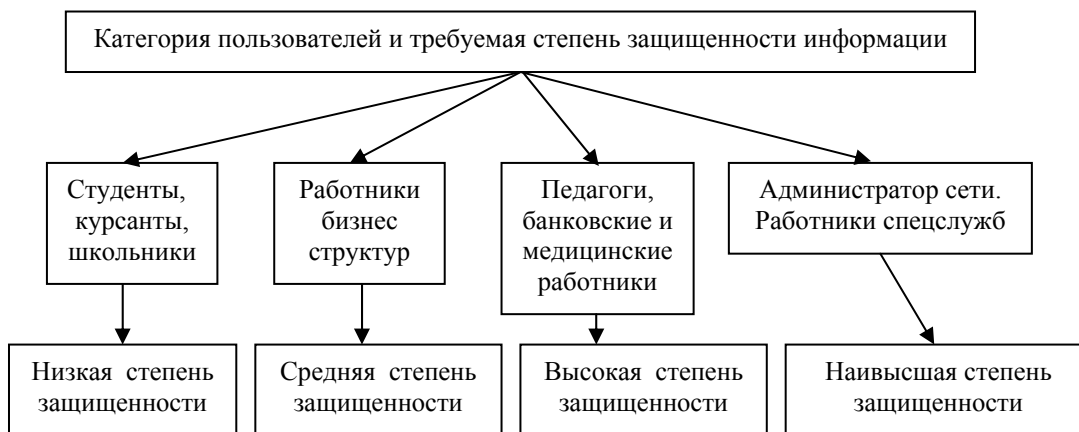 Категория пользователей и требуемая степень защищенности информации
Студенты,
курсанты,
школьники
Работники
бизнес
структур
Педагоги,
банковские и
медицинские
работники
Администратор сети.
Работники спецслужб
Низкая степень
защищенности
Средняя степень
защищенности
Высокая степень
защищенности
Наивысшая степень
защищенности